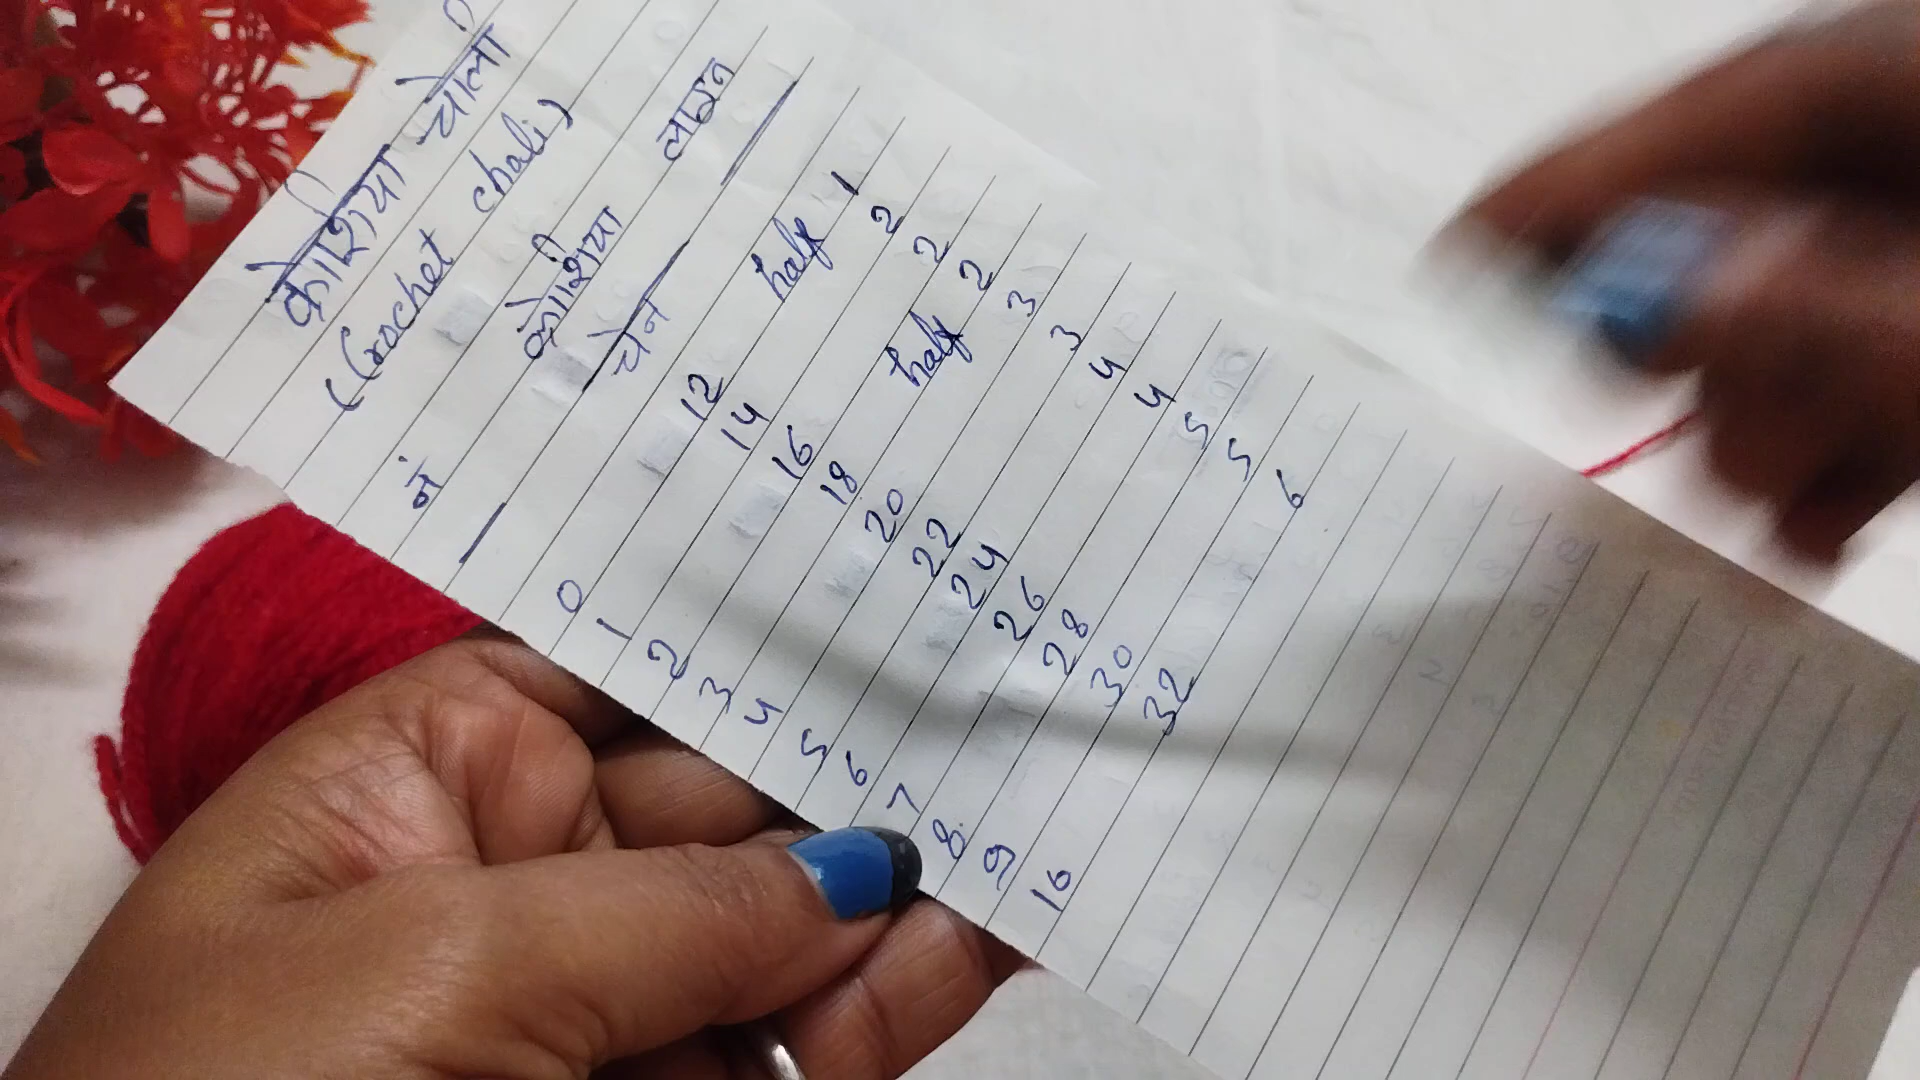 क्रोशिया चोली
(Crochet choli)
नं क्रोशिया लाइन
चेन
0 12 half 1
1 14 2
2 16 2
3 18 half 2
4 20 3
5 22 3
6 24 4
7 26 4
8 28 5
9 30 5
10 32 6